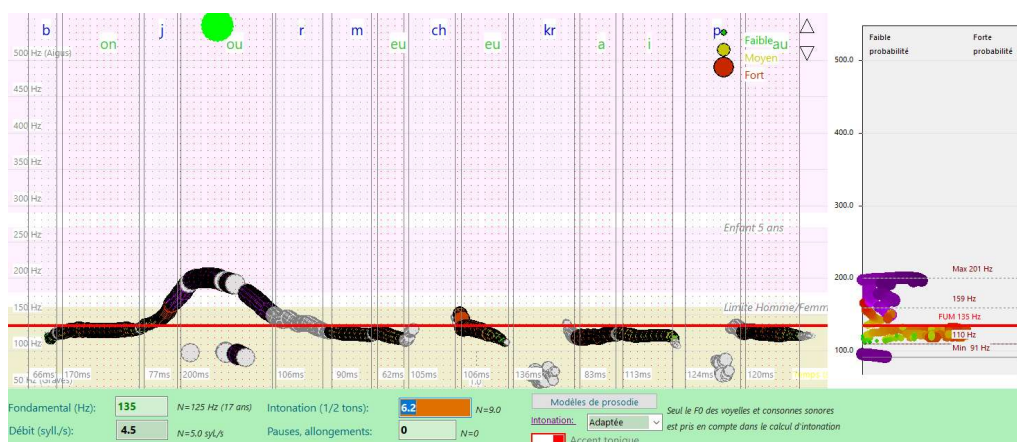 b on j ou r m eu ch eu kr a i p au
500 Hz (Aigus)
Faible
Moyen
Fort
450 Hz
400 Hz
350 Hz
300 Hz
250 Hz
Enfant 5 ans
200 Hz
150 Hz
Limite Homme/Femm
100 Hz
50 Hz (Graves)
66ms 170ms 77ms 200ms 106ms 90ms 62ms 105ms 106ms 136ms 83ms 113ms 124ms 120ms
1.0
Faible probabilité
Forte probabilité
500.0
400.0
300.0
200.0
100.0
Max 201 Hz
159 Hz
FUM 135 Hz
110 Hz
Min 91 Hz
Fondamental (Hz): 135 N=125 Hz (17 ans) Intonation (1/2 tons): 6.2 N=9.0
Débit (syll./s): 4.5 N=5.0 syl./s Pauses, allongements: 0 N=0
Modèles de prosodie
Intonation: Adaptée
Seul le F0 des voyelles et consonnes sonores
est pris en compte dans le calcul d'intonation
Accent tonique